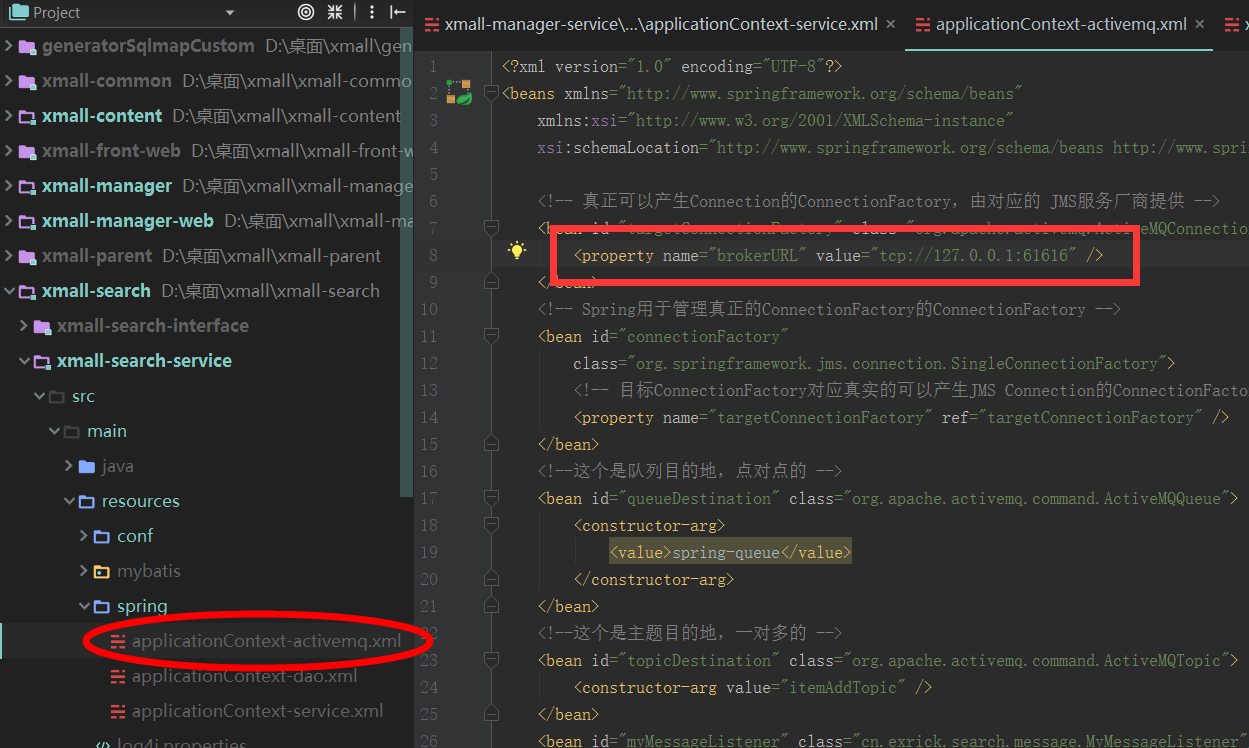 Project
generatorSqlmapCustom D:\桌面\xmall\gen
xmall-common D:\桌面\xmall\xmall-commo
xmall-content D:\桌面\xmall\xmall-content
xmall-front-web D:\桌面\xmall\xmall-front-w
xmall-manager D:\桌面\xmall\xmall-manage
xmall-manager-web D:\桌面\xmall\xmall-ma
xmall-parent D:\桌面\xmall\xmall-parent
xmall-search D:\桌面\xmall\xmall-search
xmall-search-interface
xmall-search-service
src
main
java
resources
conf
mybatis
spring
applicationContext-activemq.xml
applicationContext-dao.xml
applicationContext-service.xml
log4j.properties
xmall-manager-service\...\applicationContext-service.xml ×
applicationContext-activemq.xml ×
1 <?xml version="1.0" encoding="UTF-8"?>
2 <beans xmlns="http://www.springframework.org/schema/beans"
3 xmlns:xsi="http://www.w3.org/2001/XMLSchema-instance"
4 xsi:schemaLocation="http://www.springframework.org/schema/beans http://www.spri
5
6 <!-- 真正可以产生Connection的ConnectionFactory，由对应的 JMS服务厂商提供 -->
7 <bean id="targetConnectionFactory" class="org.apache.activemq.ActiveMQConnection
8 <property name="brokerURL" value="tcp://127.0.0.1:61616" />
9 </bean>
10 <!-- Spring用于管理真正的ConnectionFactory的ConnectionFactory -->
11 <bean id="connectionFactory"
12 class="org.springframework.jms.connection.SingleConnectionFactory">
13 <!-- 目标ConnectionFactory对应真实的可以产生JMS Connection的ConnectionFacto
14 <property name="targetConnectionFactory" ref="targetConnectionFactory" />
15 </bean>
16 <!--这个是队列目的地，点对点的 -->
17 <bean id="queueDestination" class="org.apache.activemq.command.ActiveMQQueue">
18 <constructor-arg>
19 <value>spring-queue</value>
20 </constructor-arg>
21 </bean>
22 <!--这个是主题目的地，一对多的 -->
23 <bean id="topicDestination" class="org.apache.activemq.command.ActiveMQTopic">
24 <constructor-arg value="itemAddTopic" />
25 </bean>
26 <bean id="myMessageListener" class="cn.exrick.search.message.MyMessageListener"